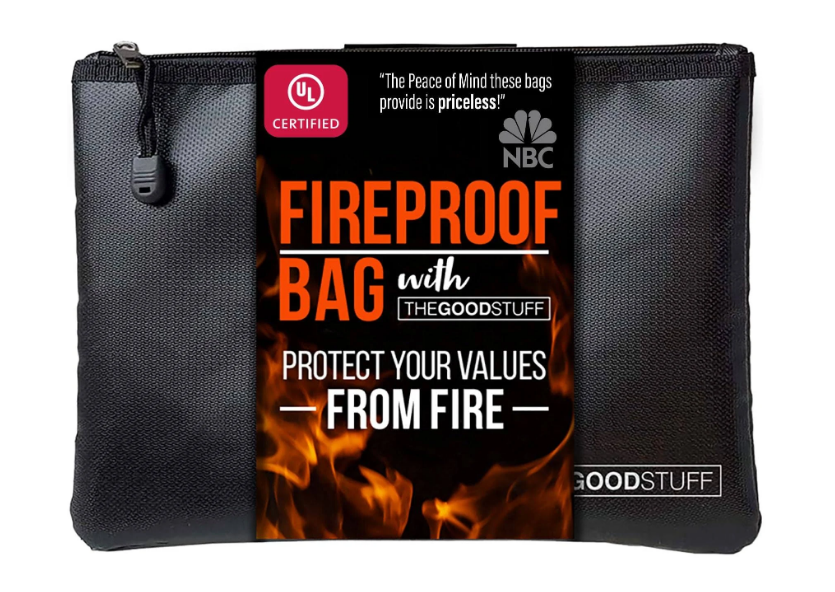 UL
CERTIFIED
“The Peace of Mind these bags
provide is priceless!”
NBC
FIREPROOF
BAG with
THEGOODSTUFF
PROTECT YOUR VALUES
— FROM FIRE —
GOODSTUFF